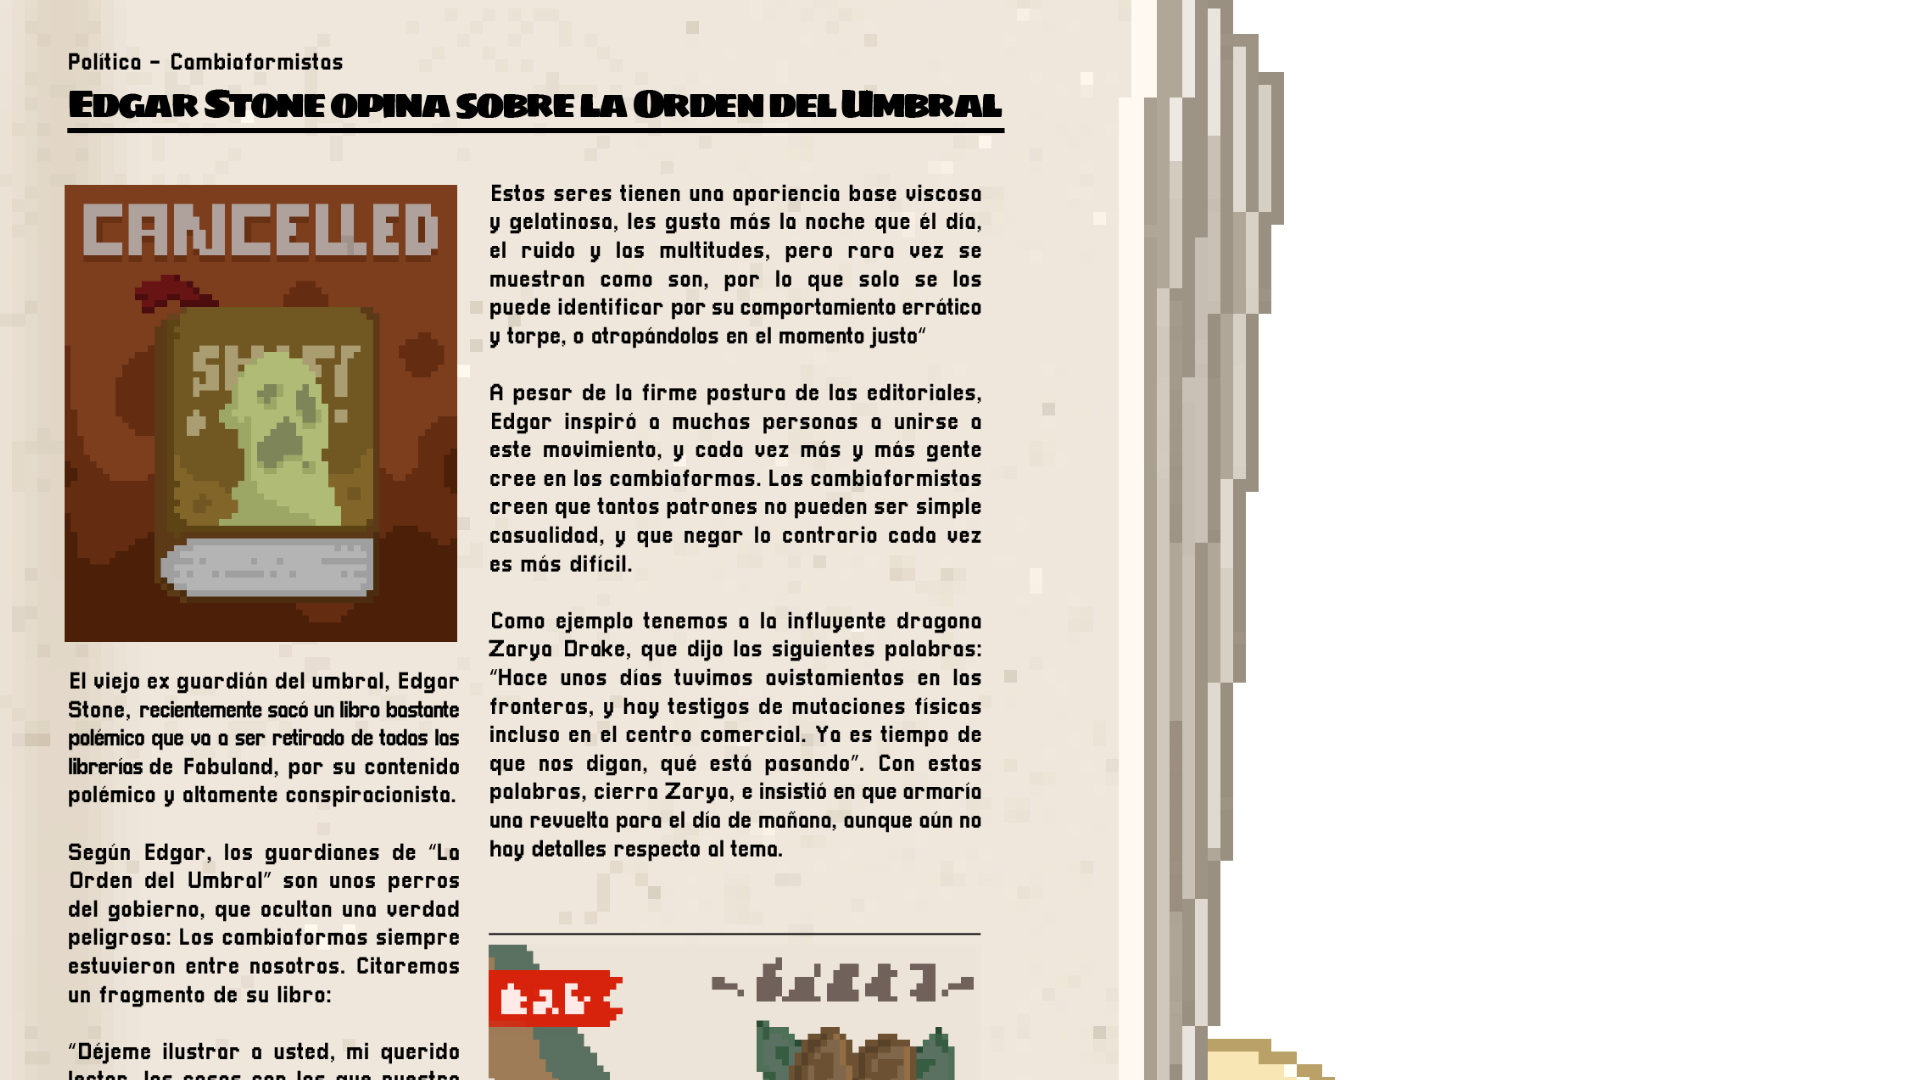 Política - Cambiaformistas
EDGAR STONE OPINA SOBRE LA ORDEN DEL UMBRAL
CANCELLED
El viejo ex guardián del umbral, Edgar
Stone, recientemente sacó un libro bastante
polémico que va a ser retirado de todas las
librerías de Fabuland, por su contenido
polémico y altamente conspiracionista.
Según Edgar, los guardianes de “La
Orden del Umbral” son unos perros
del gobierno, que ocultan una verdad
peligrosa: Los cambiaformas siempre
estuvieron entre nosotros. Citaremos
un fragmento de su libro:
“Déjeme ilustrar a usted, mi querido
Estos seres tienen una apariencia base viscosa
y gelatinosa, les gusta más la noche que él día,
el ruido y las multitudes, pero rara vez se
muestran como son, por lo que solo se los
puede identificar por su comportamiento errático
y torpe, o atrapándolos en el momento justo“
A pesar de la firme postura de las editoriales,
Edgar inspiró a muchas personas a unirse a
este movimiento, y cada vez más y más gente
cree en los cambiaformas. Los cambiaformistas
creen que tantos patrones no pueden ser simple
casualidad, y que negar lo contrario cada vez
es más difícil.
Como ejemplo tenemos a la influyente dragona
Zarya Drake, que dijo las siguientes palabras:
“Hace unos días tuvimos avistamientos en las
fronteras, y hay testigos de mutaciones físicas
incluso en el centro comercial. Ya es tiempo de
que nos digan, qué está pasando”. Con estas
palabras, cierra Zarya, e insistió en que armaría
una revuelta para el día de mañana, aunque aún no
hay detalles respecto al tema.